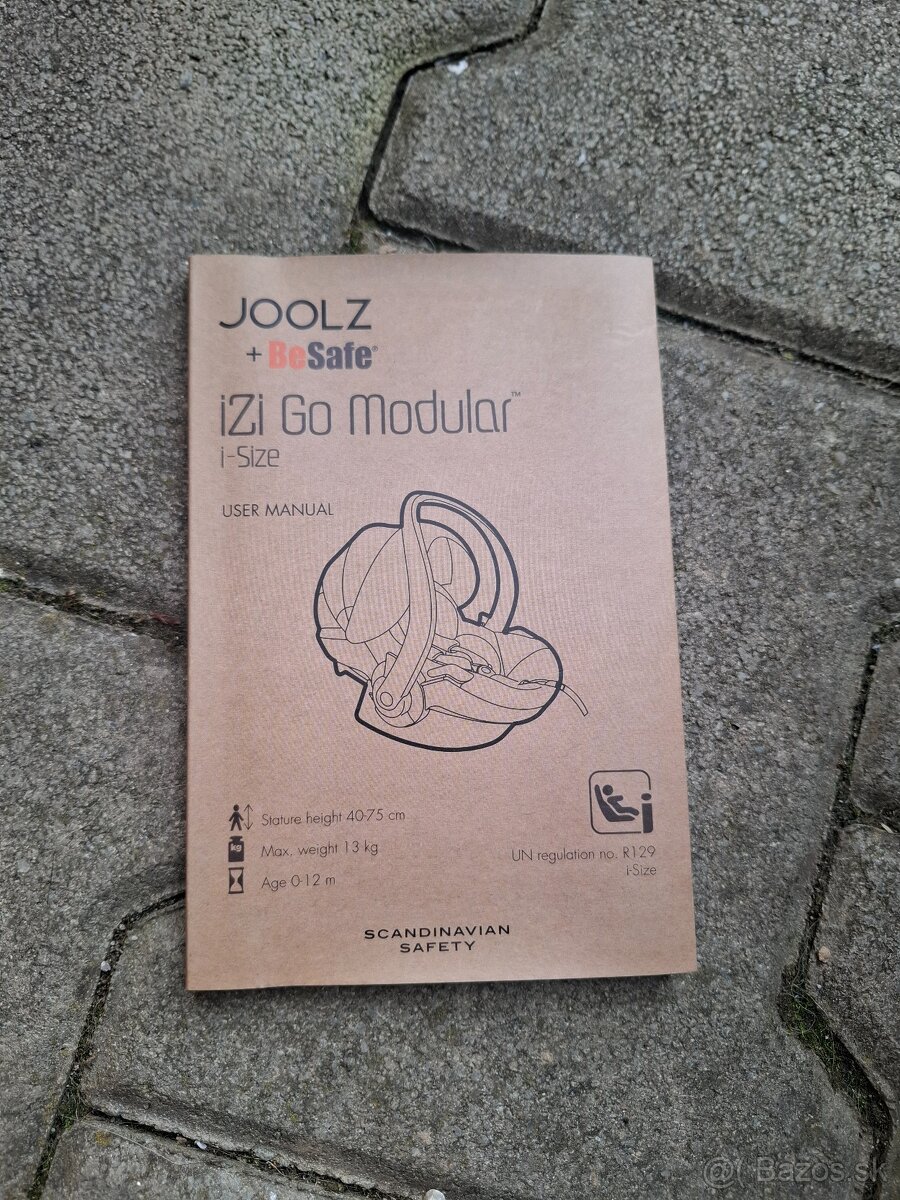 JOOLZ
+ BeSafe®
iZi Go Modular™
i-Size
USER MANUAL
Stature height 40-75 cm
kg
Max. weight 13 kg
Age 0-12 m
UN regulation no. R129
i-Size
SCANDINAVIAN
SAFETY
@ Bazos.sk